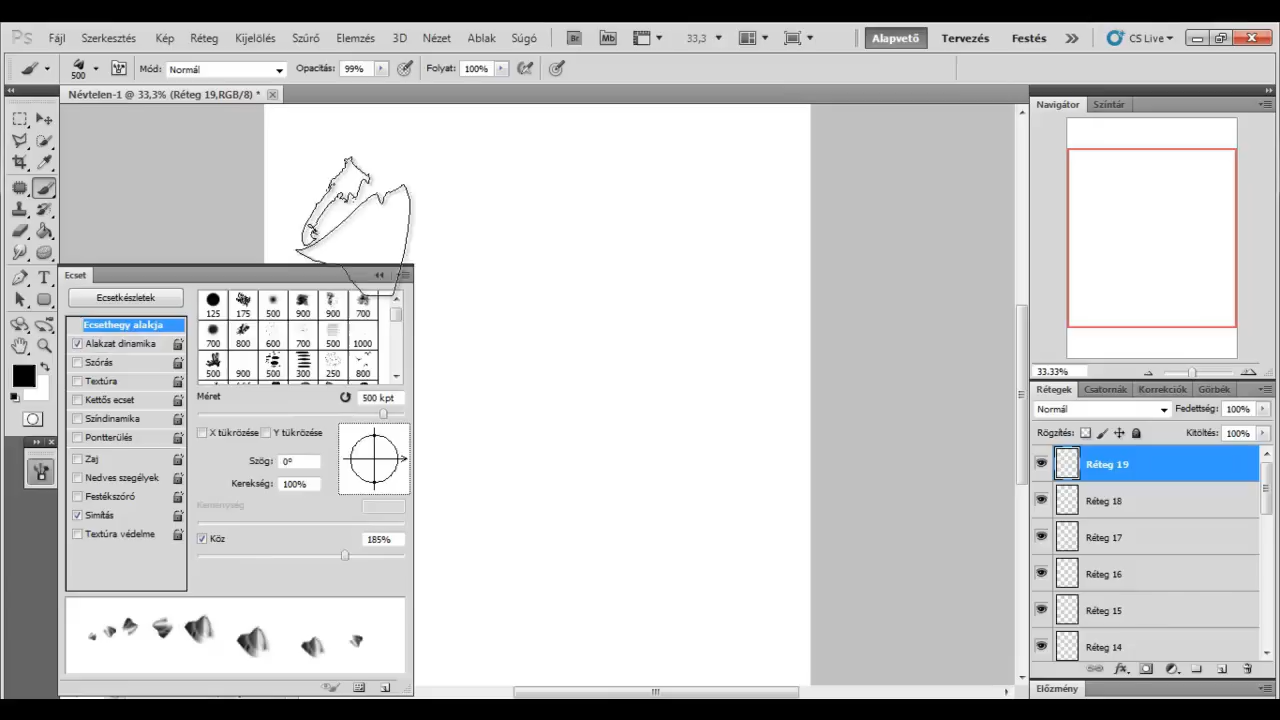 Ps Fájl Szerkesztés Kép Réteg Kijelölés Szűrő Elemzés 3D Nézet Ablak Súgó Br Mb 33,3 Alapvető Tervezés Festés CS Live
500 Mód: Normál Opacitás: 99% Folyat: 100%
Névtelen-1 @ 33,3% (Réteg 19,RGB/8) *
Navigátor Színtár
33.33%
Rétegek Csatornák Korrekciók Görbék
Normál Fedettség: 100%
Rögzítés: Kitöltés: 100%
Réteg 19
Réteg 18
Réteg 17
Réteg 16
Réteg 15
Réteg 14
fx
Előzmény
T
Ecset
Ecsetkészletek
Ecsethegy alakja
Alakzat dinamika
Szórás
Textúra
Kettős ecset
Színdinamika
Pontterülés
Zaj
Nedves szegélyek
Festékszóró
Simítás
Textúra védelme
125 175 500 900 900 700
700 800 600 700 500 1000
500 900 500 300 250 800
Méret 500 kpt
X tükrözése Y tükrözése
Szög: 0°
Kerekség: 100%
Keménység
Köz 185%